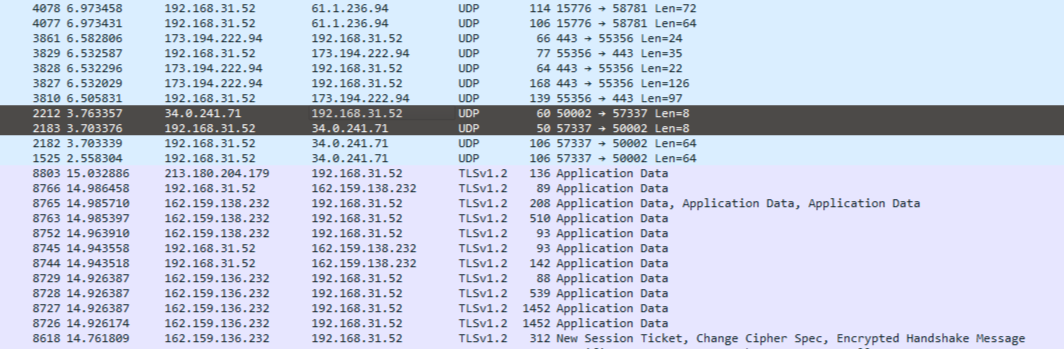 4078 6.973458 192.168.31.52 61.1.236.94 UDP 114 15776 → 58781 Len=72
4077 6.973431 192.168.31.52 61.1.236.94 UDP 106 15776 → 58781 Len=64
3861 6.582806 173.194.222.94 192.168.31.52 UDP 66 443 → 55356 Len=24
3829 6.532587 192.168.31.52 173.194.222.94 UDP 77 55356 → 443 Len=35
3828 6.532296 173.194.222.94 192.168.31.52 UDP 64 443 → 55356 Len=22
3827 6.532029 173.194.222.94 192.168.31.52 UDP 168 443 → 55356 Len=126
3810 6.505831 192.168.31.52 173.194.222.94 UDP 139 55356 → 443 Len=97
2212 3.763357 34.0.241.71 192.168.31.52 UDP 60 50002 → 57337 Len=8
2183 3.703376 192.168.31.52 34.0.241.71 UDP 50 57337 → 50002 Len=8
2182 3.703339 192.168.31.52 34.0.241.71 UDP 106 57337 → 50002 Len=64
1525 2.558304 192.168.31.52 34.0.241.71 UDP 106 57337 → 50002 Len=64
8803 15.032886 213.180.204.179 192.168.31.52 TLSv1.2 136 Application Data
8766 14.986458 192.168.31.52 162.159.138.232 TLSv1.2 89 Application Data
8765 14.985710 162.159.138.232 192.168.31.52 TLSv1.2 208 Application Data, Application Data, Application Data
8763 14.985397 162.159.138.232 192.168.31.52 TLSv1.2 510 Application Data
8752 14.963910 162.159.138.232 192.168.31.52 TLSv1.2 93 Application Data
8745 14.943558 192.168.31.52 162.159.138.232 TLSv1.2 93 Application Data
8744 14.943518 192.168.31.52 162.159.138.232 TLSv1.2 142 Application Data
8729 14.926387 162.159.136.232 192.168.31.52 TLSv1.2 88 Application Data
8728 14.926387 162.159.136.232 192.168.31.52 TLSv1.2 539 Application Data
8727 14.926387 162.159.136.232 192.168.31.52 TLSv1.2 1452 Application Data
8726 14.926174 162.159.136.232 192.168.31.52 TLSv1.2 1452 Application Data
8618 14.761809 162.159.136.232 192.168.31.52 TLSv1.2 312 New Session Ticket, Change Cipher Spec, Encrypted Handshake Message